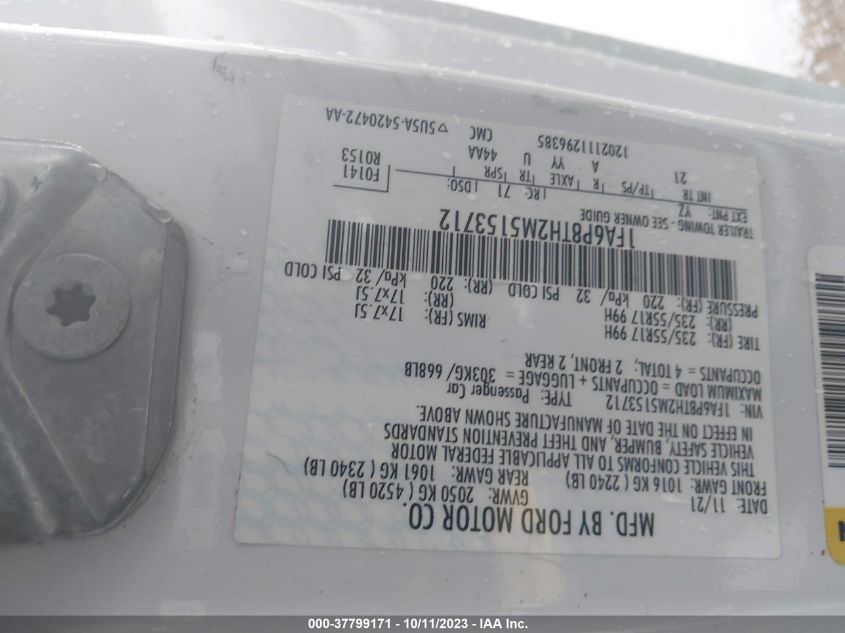 MFD. BY FORD MOTOR CO.
DATE: 11/21 GVWR: 2050 KG ( 4520 LB)
FRONT GAWR: 1016 KG ( 2240 LB) REAR GAWR: 1061 KG ( 2340 LB)
THIS VEHICLE CONFORMS TO ALL APPLICABLE FEDERAL MOTOR
VEHICLE SAFETY, BUMPER, AND THEFT PREVENTION STANDARDS
IN EFFECT ON THE DATE OF MANUFACTURE SHOWN ABOVE.
VIN: 1FA6P8TH2M5153712 TYPE: Passenger Car
MAXIMUM LOAD = OCCUPANTS + LUGGAGE = 303KG/ 668LB
OCCUPANTS = 4 TOTAL, 2 FRONT, 2 REAR
TIRE (FR): 235/55R17 99H RIMS (FR): 17x7.5J
(RR): 235/55R17 99H (RR): 17x7.5J
PRESSURE (FR): 220 kPa/ 32 PSI COLD (RR): 220 kPa/ 32 PSI COLD
1FA6P8TH2M5153712
TRAILER TOWING - SEE OWNER GUIDE
EXT PNT: YZ RC: 71 DSO: F0141
INT TR TP/PS R AXLE TR SPR R0153
21 A YY U 44AA
1202111296385 CMC
▽5U5A-5420472-AA
000-37799171 - 10/11/2023 - IAA Inc.